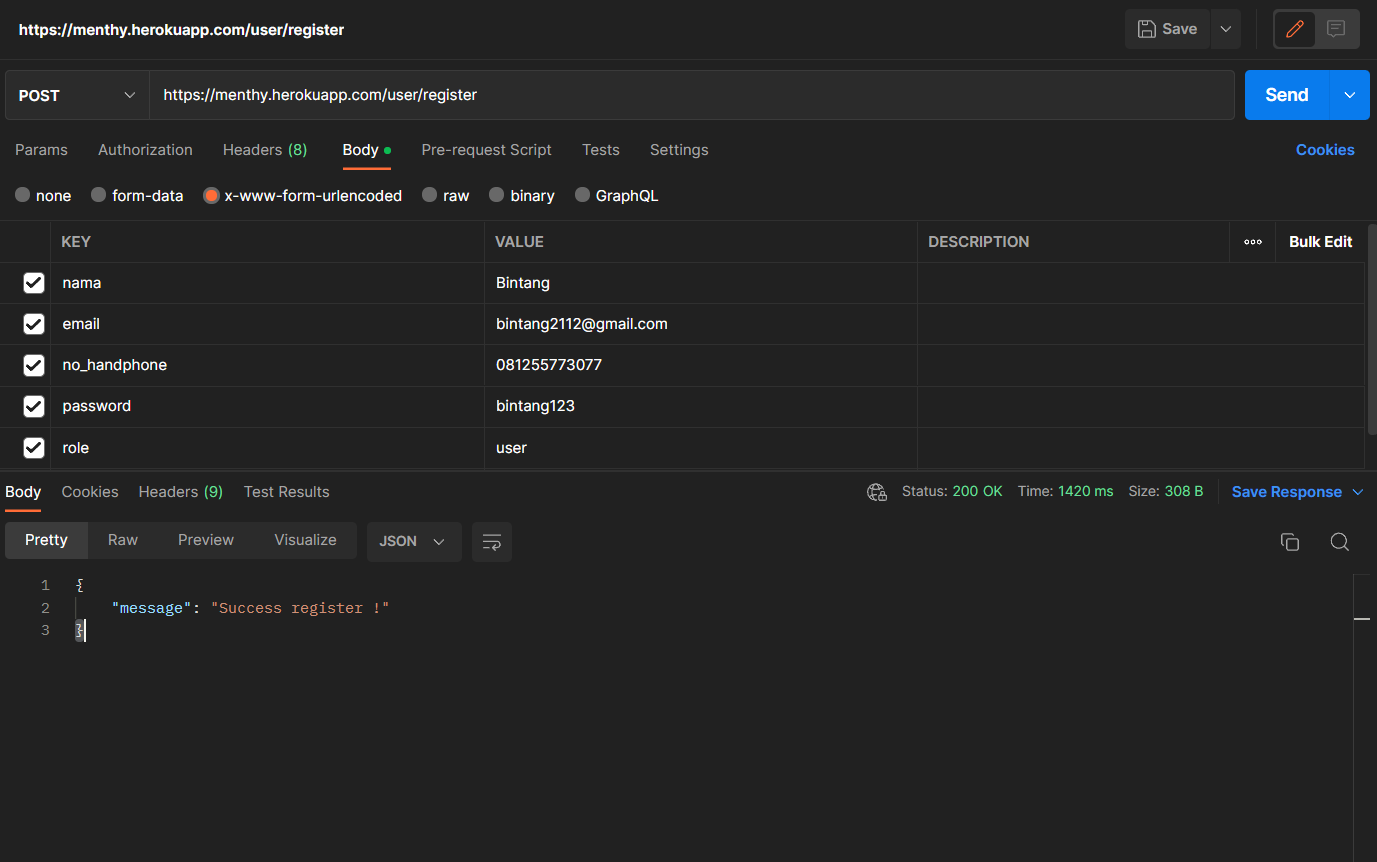 https://menthy.herokuapp.com/user/register Save
POST https://menthy.herokuapp.com/user/register Send
Params Authorization Headers (8) Body Pre-request Script Tests Settings Cookies
none form-data x-www-form-urlencoded raw binary GraphQL
KEY VALUE DESCRIPTION ooo Bulk Edit
nama Bintang
email bintang2112@gmail.com
no_handphone 081255773077
password bintang123
role user
Body Cookies Headers (9) Test Results Status: 200 OK Time: 1420 ms Size: 308 B Save Response
Pretty Raw Preview Visualize JSON
1 {
2 "message": "Success register !"
3 }